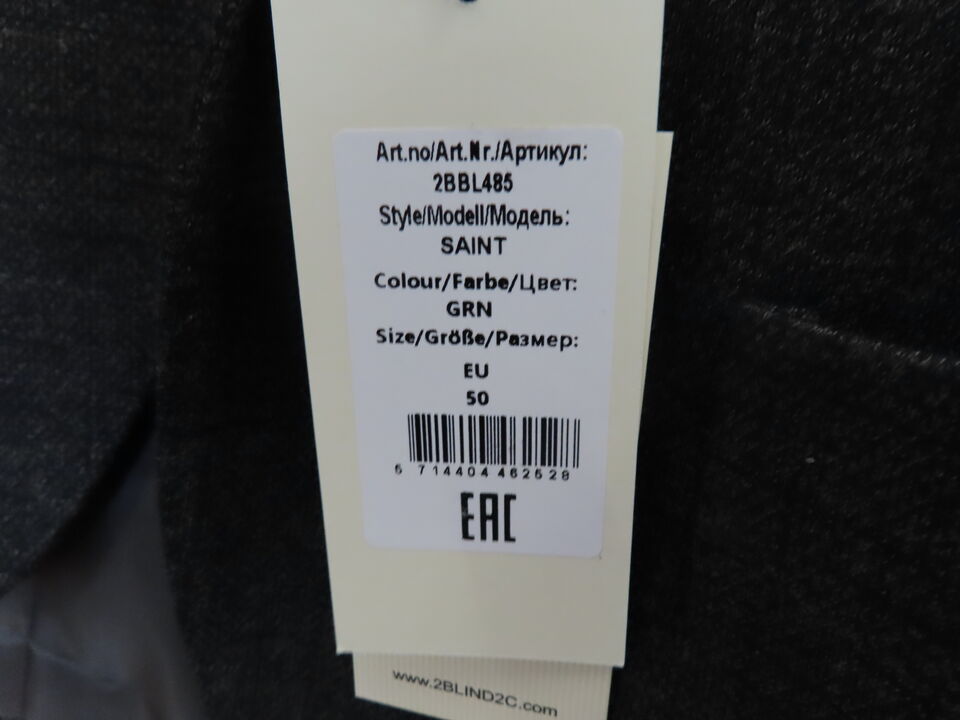 Art.no/Art.Nr./Артикул:
2BBL485
Style/Modell/Модель:
SAINT
Colour/Farbe/Цвет:
GRN
Size/Größe/Размер:
EU
50
5 714404 462528
EAC
www.2BLIND2C.com